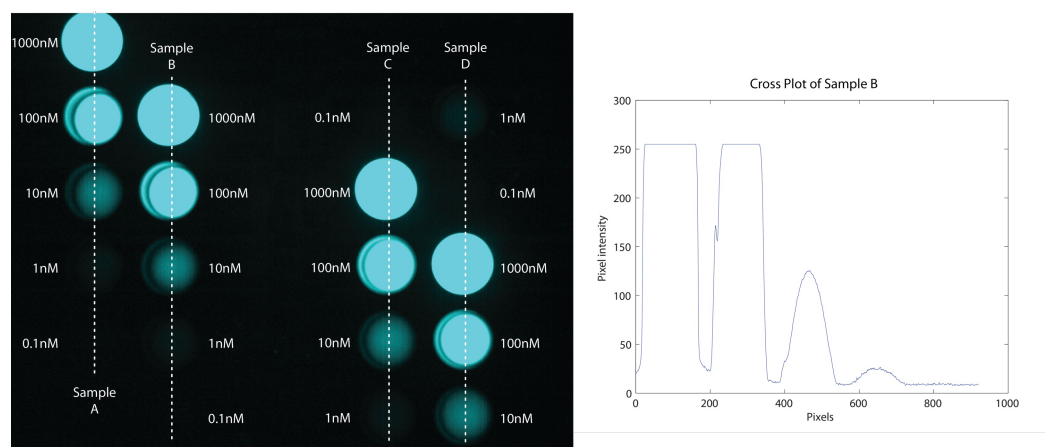 1000nM
100nM
10nM
1nM
0.1nM
Sample
A
Sample
B
1000nM
100nM
10nM
1nM
0.1nM
Sample
C
0.1nM
1000nM
100nM
10nM
1nM
Sample
D
1nM
0.1nM
1000nM
100nM
10nM
Cross Plot of Sample B
Pixel intensity
300
250
200
150
100
50
0
0 200 400 600 800 1000
Pixels